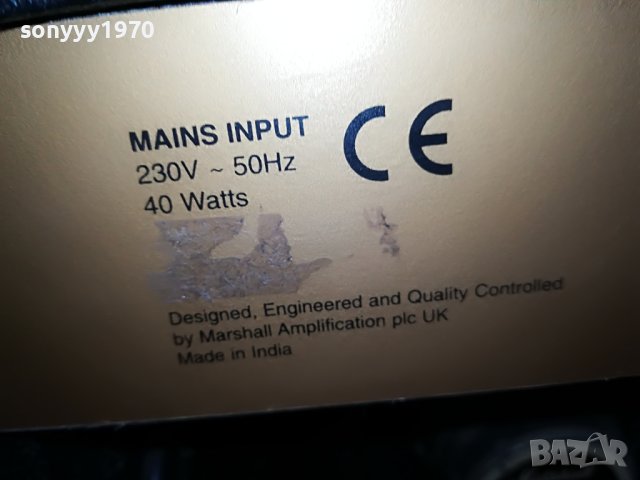 sonyyy1970
MAINS INPUT
230V ~ 50Hz
40 Watts
CE
Designed, Engineered and Quality Controlled
by Marshall Amplification plc UK
Made in India
BAZAR